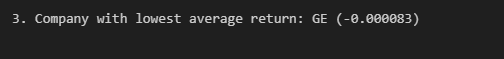 3. Company with lowest average return: GE (-0.000083)